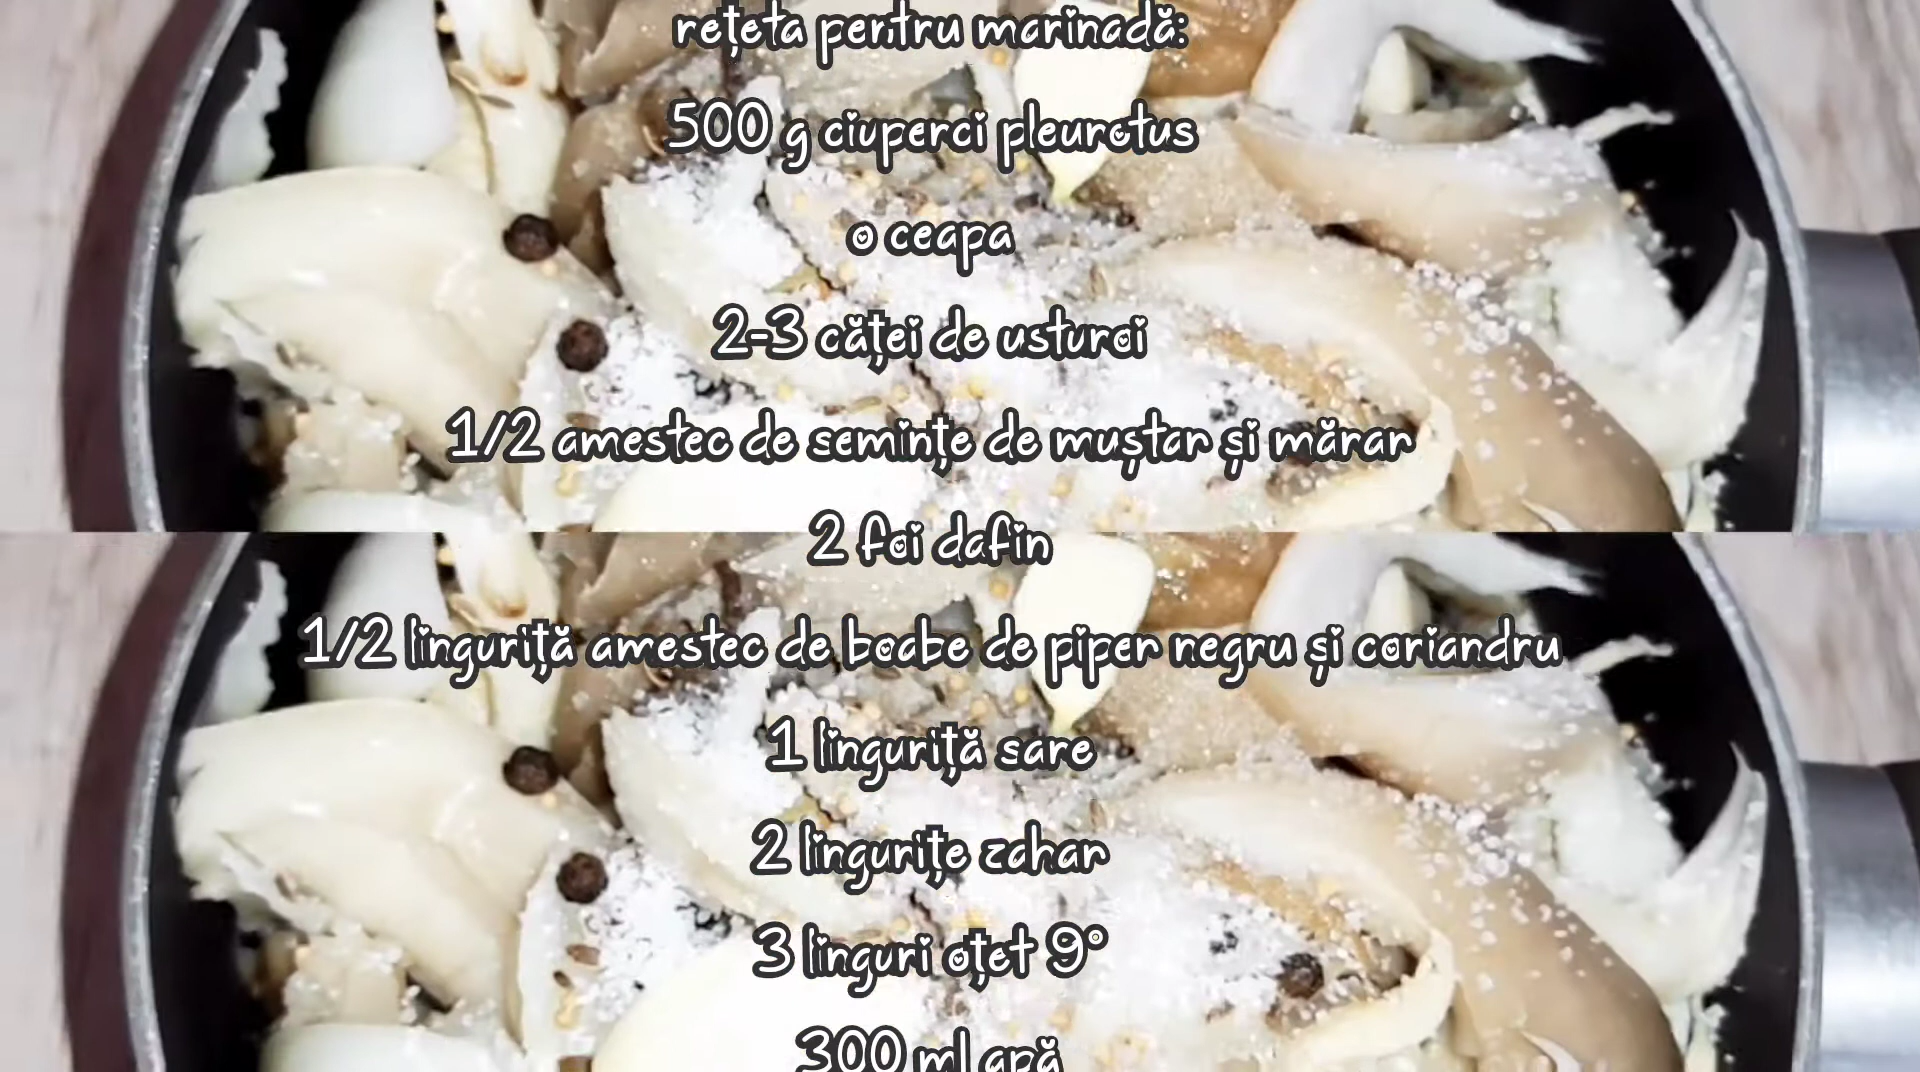 rețeta pentru marinadă:
500 g ciuperci pleurotus
o ceapa
2-3 căței de usturoi
1/2 amestec de semințe de muștar și mărar
2 foi dafin
1/2 linguriță amestec de boabe de piper negru și coriandru
1 linguriță sare
2 lingurițe zahar
3 linguri oțet 9°
300 ml apă